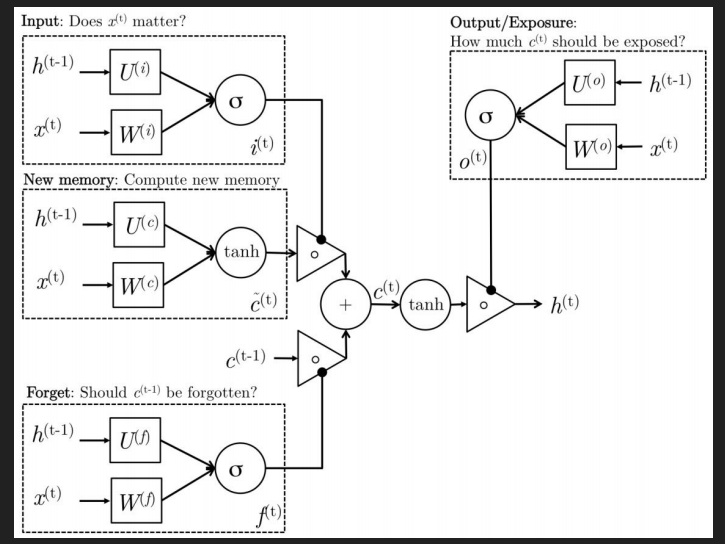 Input: Does x(t) matter?
h(t-1)
U(i)
σ
x(t)
W(i)
i(t)
New memory: Compute new memory
h(t-1)
U(c)
tanh
x(t)
W(c)
c̃(t)
c(t-1)
+
c(t)
tanh
h(t)
Forget: Should c(t-1) be forgotten?
h(t-1)
U(f)
σ
x(t)
W(f)
f(t)
Output/Exposure:
How much c(t) should be exposed?
U(o)
h(t-1)
σ
W(o)
x(t)
o(t)